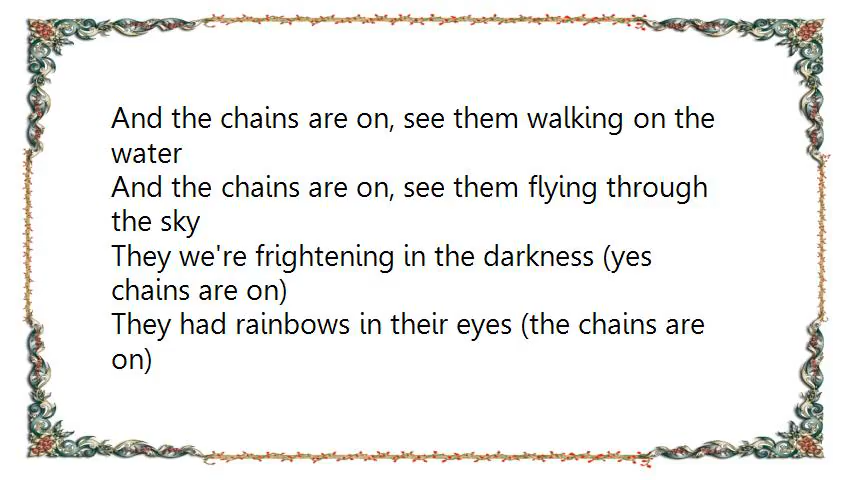 And the chains are on, see them walking on the
water
And the chains are on, see them flying through
the sky
They we're frightening in the darkness (yes
chains are on)
They had rainbows in their eyes (the chains are
on)